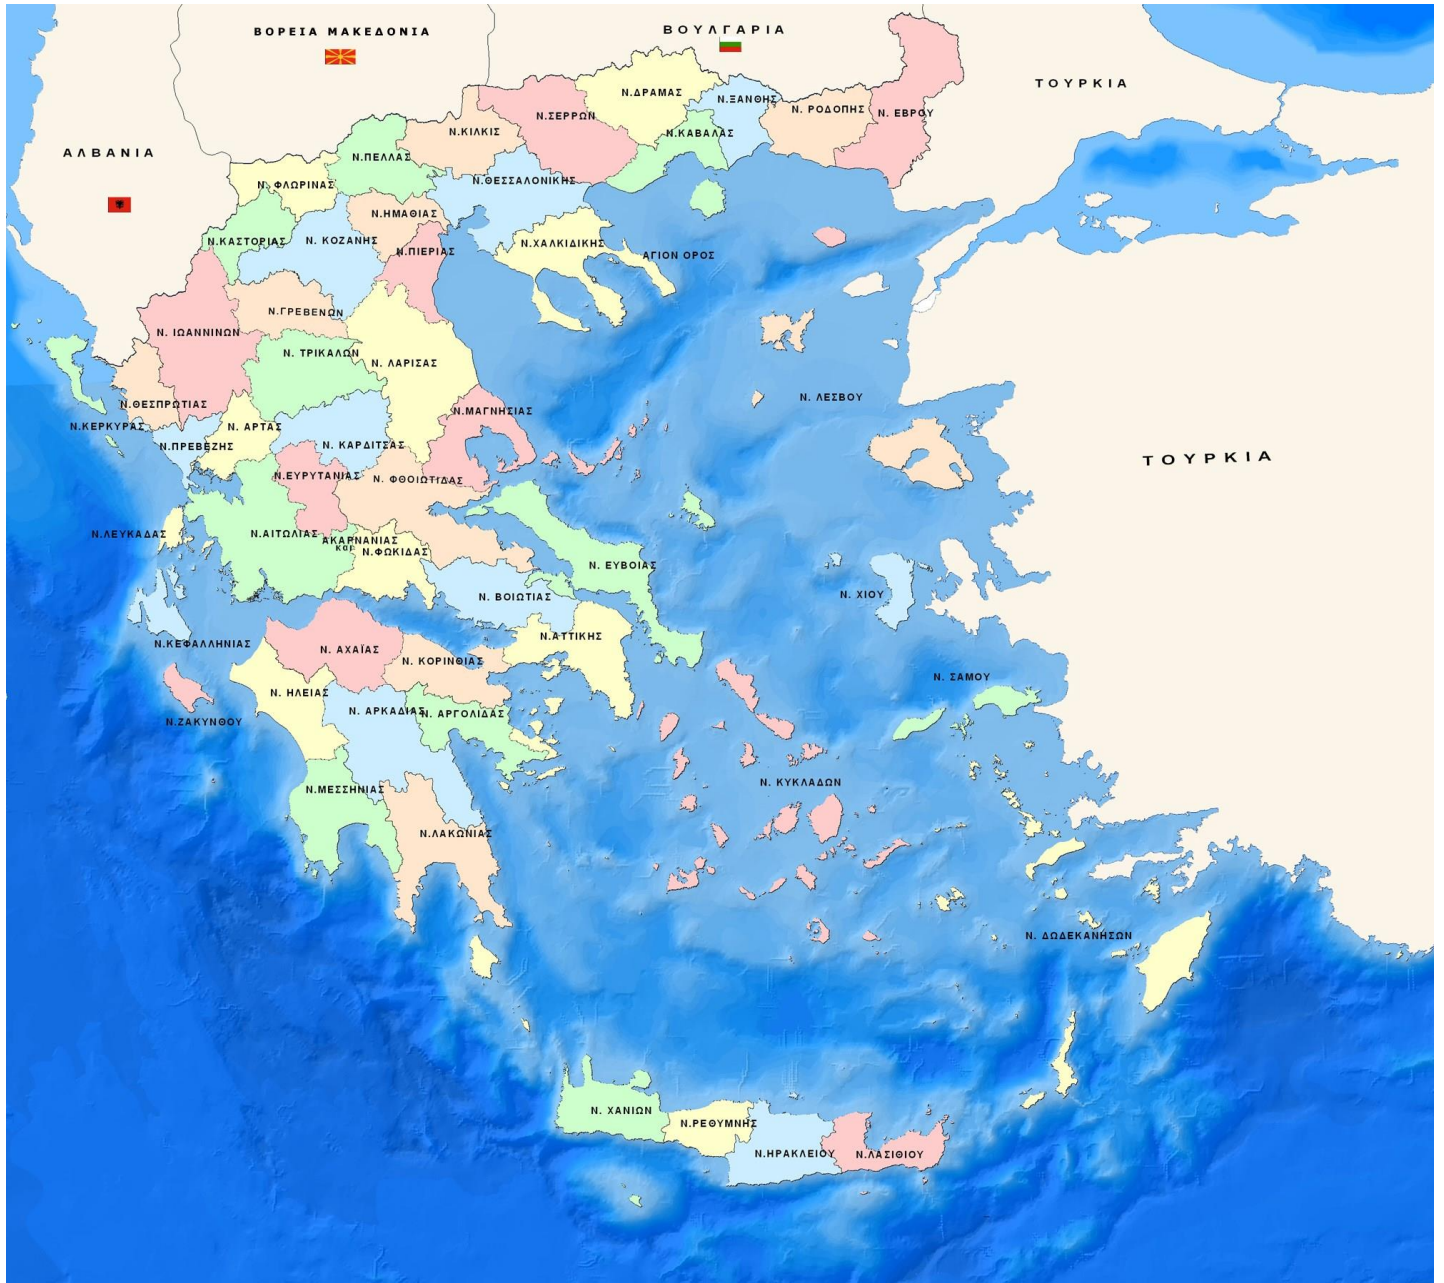 ΒΟΡΕΙΑ ΜΑΚΕΔΟΝΙΑ
ΒΟΥΛΓΑΡΙΑ
ΤΟΥΡΚΙΑ
ΑΛΒΑΝΙΑ
Ν.ΔΡΑΜΑΣ
Ν.ΞΑΝΘΗΣ
Ν. ΡΟΔΟΠΗΣ
Ν. ΕΒΡΟΥ
Ν.ΣΕΡΡΩΝ
Ν.ΚΙΛΚΙΣ
Ν.ΚΑΒΑΛΑΣ
Ν.ΠΕΛΛΑΣ
Ν. ΦΛΩΡΙΝΑΣ
Ν.ΘΕΣΣΑΛΟΝΙΚΗΣ
Ν.ΗΜΑΘΙΑΣ
Ν.ΚΑΣΤΟΡΙΑΣ
Ν. ΚΟΖΑΝΗΣ
Ν.ΠΙΕΡΙΑΣ
Ν.ΧΑΛΚΙΔΙΚΗΣ
ΑΓΙΟΝ ΟΡΟΣ
Ν.ΓΡΕΒΕΝΩΝ
Ν. ΙΩΑΝΝΙΝΩΝ
Ν. ΤΡΙΚΑΛΩΝ
Ν. ΛΑΡΙΣΑΣ
Ν. ΛΕΣΒΟΥ
Ν.ΘΕΣΠΡΩΤΙΑΣ
Ν.ΜΑΓΝΗΣΙΑΣ
Ν.ΚΕΡΚΥΡΑΣ
Ν. ΑΡΤΑΣ
Ν.ΠΡΕΒΕΖΗΣ
Ν. ΚΑΡΔΙΤΣΑΣ
ΤΟΥΡΚΙΑ
Ν.ΕΥΡΥΤΑΝΙΑΣ
Ν. ΦΘΟΙΩΤΙΔΑΣ
Ν.ΛΕΥΚΑΔΑΣ
Ν.ΑΙΤΩΛΙΑΣ
ΑΚΑΡΝΑΝΙΑΣ
και
Ν.ΦΩΚΙΔΑΣ
Ν. ΕΥΒΟΙΑΣ
Ν. ΒΟΙΩΤΙΑΣ
Ν. ΧΙΟΥ
Ν.ΑΤΤΙΚΗΣ
Ν.ΚΕΦΑΛΛΗΝΙΑΣ
Ν. ΑΧΑΪΑΣ
Ν. ΚΟΡΙΝΘΙΑΣ
Ν. ΣΑΜΟΥ
Ν. ΗΛΕΙΑΣ
Ν. ΑΡΚΑΔΙΑΣ
Ν. ΑΡΓΟΛΙΔΑΣ
Ν.ΖΑΚΥΝΘΟΥ
Ν. ΚΥΚΛΑΔΩΝ
Ν.ΜΕΣΣΗΝΙΑΣ
Ν.ΛΑΚΩΝΙΑΣ
Ν. ΔΩΔΕΚΑΝΗΣΩΝ
Ν. ΧΑΝΙΩΝ
Ν.ΡΕΘΥΜΝΗΣ
Ν.ΗΡΑΚΛΕΙΟΥ
Ν.ΛΑΣΙΘΙΟΥ